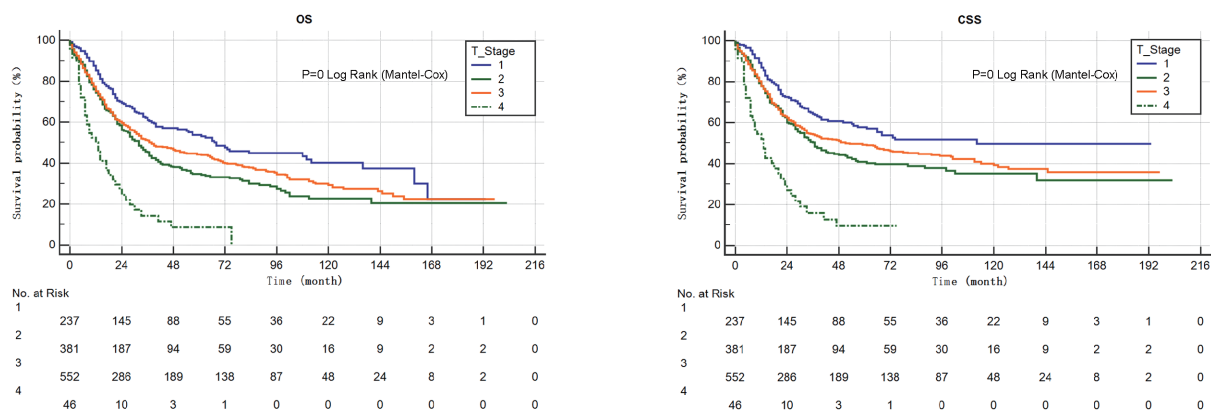 OS
100
80
60
40
20
0
Survival probability (%)
T_Stage
1
2
3
4
P=0 Log Rank (Mantel-Cox)
0 24 48 72 96 120 144 168 192 216
Time (month)
No. at Risk
1
237 145 88 55 36 22 9 3 1 0
2
381 187 94 59 30 16 9 2 2 0
3
552 286 189 138 87 48 24 8 2 0
4
46 10 3 1 0 0 0 0 0 0
CSS
100
80
60
40
20
0
Survival probability (%)
T_Stage
1
2
3
4
P=0 Log Rank (Mantel-Cox)
0 24 48 72 96 120 144 168 192 216
Time (month)
No. at Risk
1
237 145 88 55 36 22 9 3 1 0
2
381 187 94 59 30 16 9 2 2 0
3
552 286 189 138 87 48 24 8 2 0
4
46 10 3 1 0 0 0 0 0 0